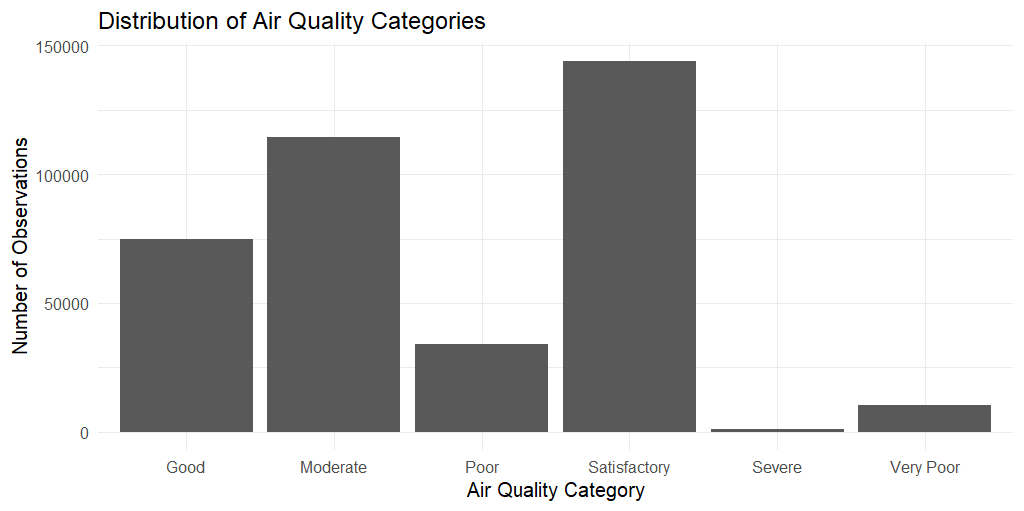 Distribution of Air Quality Categories
150000
100000
50000
0
Number of Observations
Good Moderate Poor Satisfactory Severe Very Poor
Air Quality Category